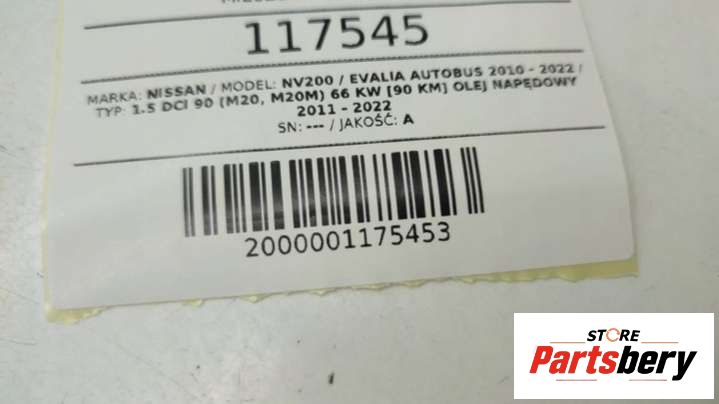 117545
MARKA: NISSAN / MODEL: NV200 / EVALIA AUTOBUS 2010 - 2022 /
TYP: 1.5 DCI 90 (M20, M20M) 66 KW [90 KM] OLEJ NAPĘDOWY
2011 - 2022
SN: --- / JAKOŚĆ: A
2000001175453
STORE
Partsbery